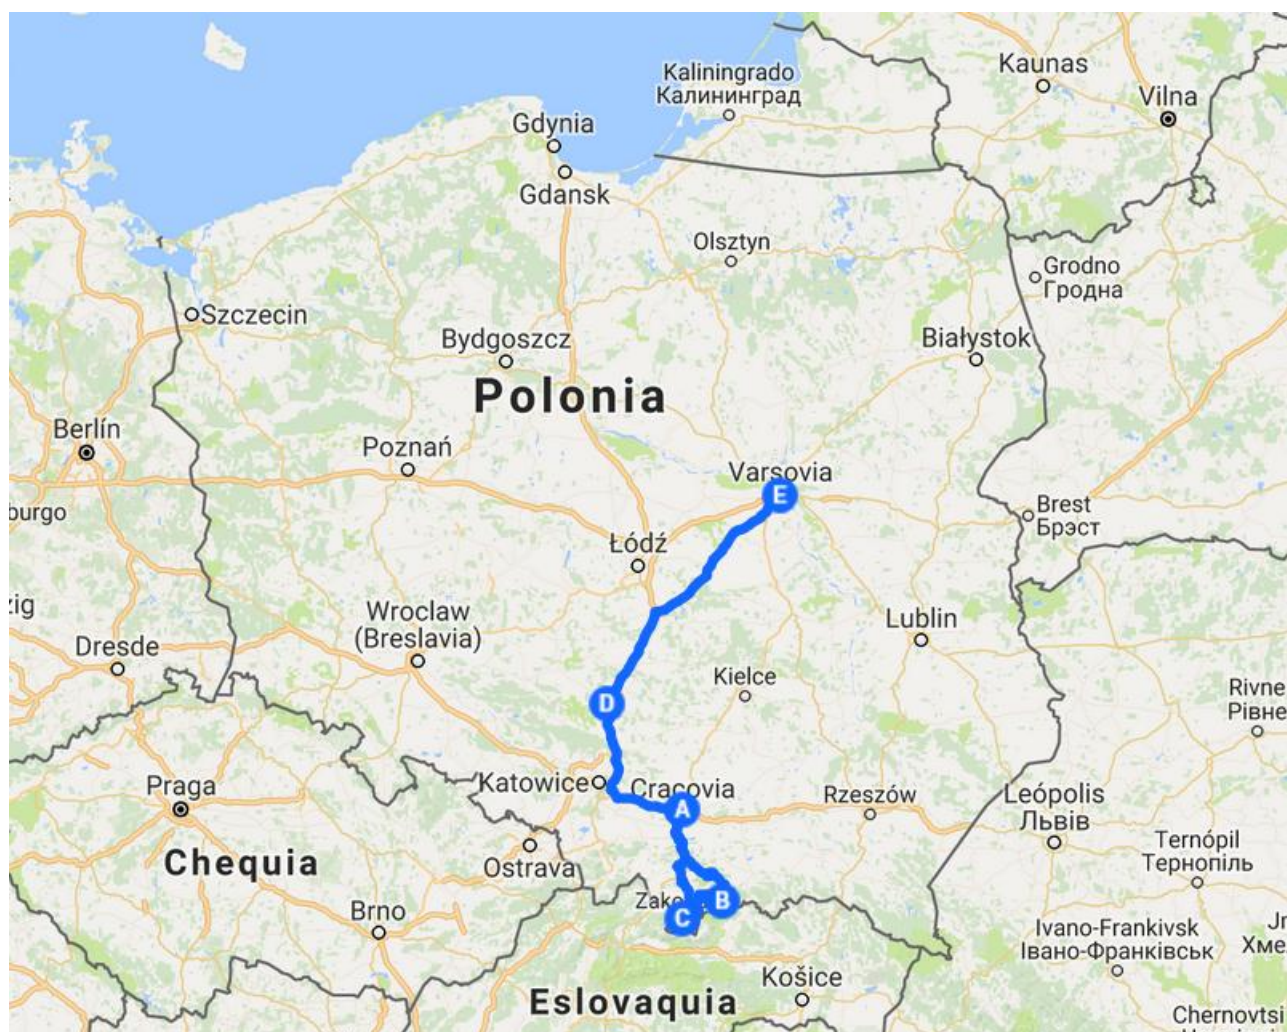 Kaliningrado
Калининград
Kaunas
Vilna
Gdynia
Gdansk
Olsztyn
Grodno
Гродна
Szczecin
Bydgoszcz
Białystok
Polonia
Berlín
Poznań
Varsovia
E
burgo
Brest
Брэст
Łódź
zig
Wroclaw
(Breslavia)
Lublin
Dresde
Kielce
Rivne
Рівне
D
Katowice
Cracovia
A
Praga
Rzeszów
Leópolis
Львів
Ternópil
Тернопіль
Ostrava
Chequia
Zako
B
C
Brno
Ivano-Frankivsk
Івано-Франківськ
Košice
Eslovaquia
Chernovtsi